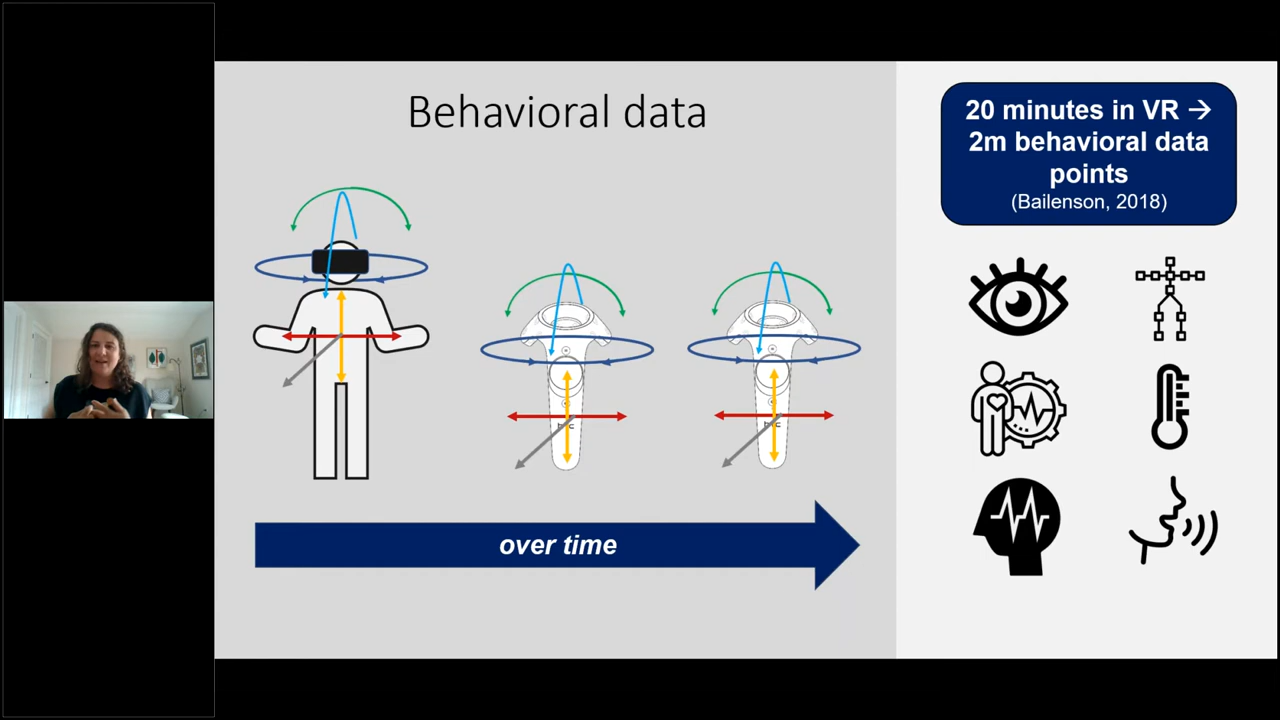 Behavioral data
20 minutes in VR →
2m behavioral data
points
(Bailenson, 2018)
over time